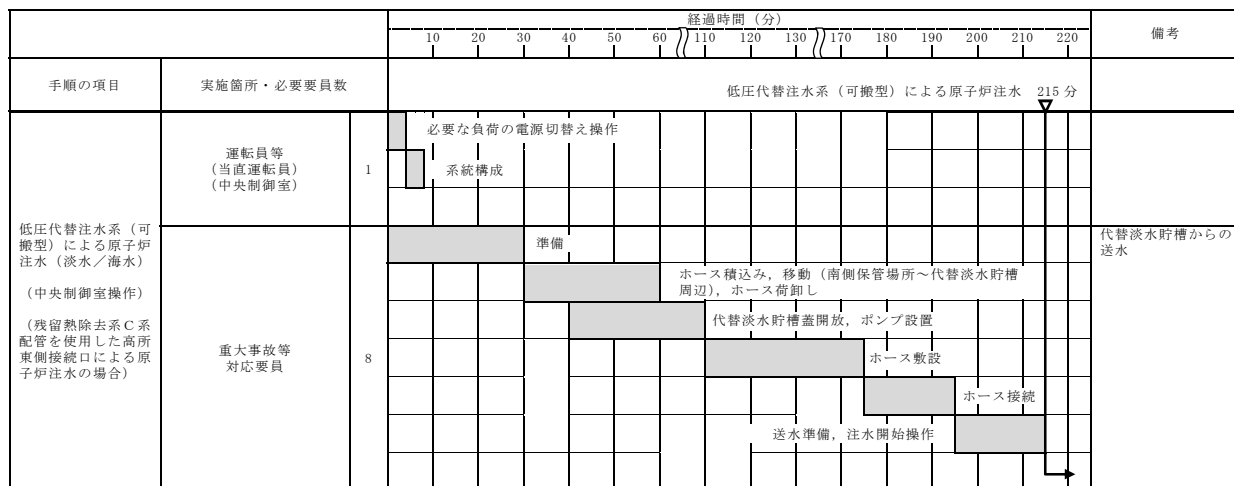 経過時間（分）
備考
10 20 30 40 50 60 110 120 130 170 180 190 200 210 220
手順の項目
実施箇所・必要要員数
低圧代替注水系（可搬型）による原子炉注水 215 分
低圧代替注水系（可
搬型）による原子炉
注水（淡水／海水）
（中央制御室操作）
（残留熱除去系Ｃ系
配管を使用した高所
東側接続口による原
子炉注水の場合）
運転員等
（当直運転員）
（中央制御室）
1
必要な負荷の電源切替え操作
系統構成
重大事故等
対応要員
8
準備
ホース積込み，移動（南側保管場所～代替淡水貯槽
周辺），ホース荷卸し
代替淡水貯槽蓋開放，ポンプ設置
ホース敷設
ホース接続
送水準備，注水開始操作
代替淡水貯槽からの
送水